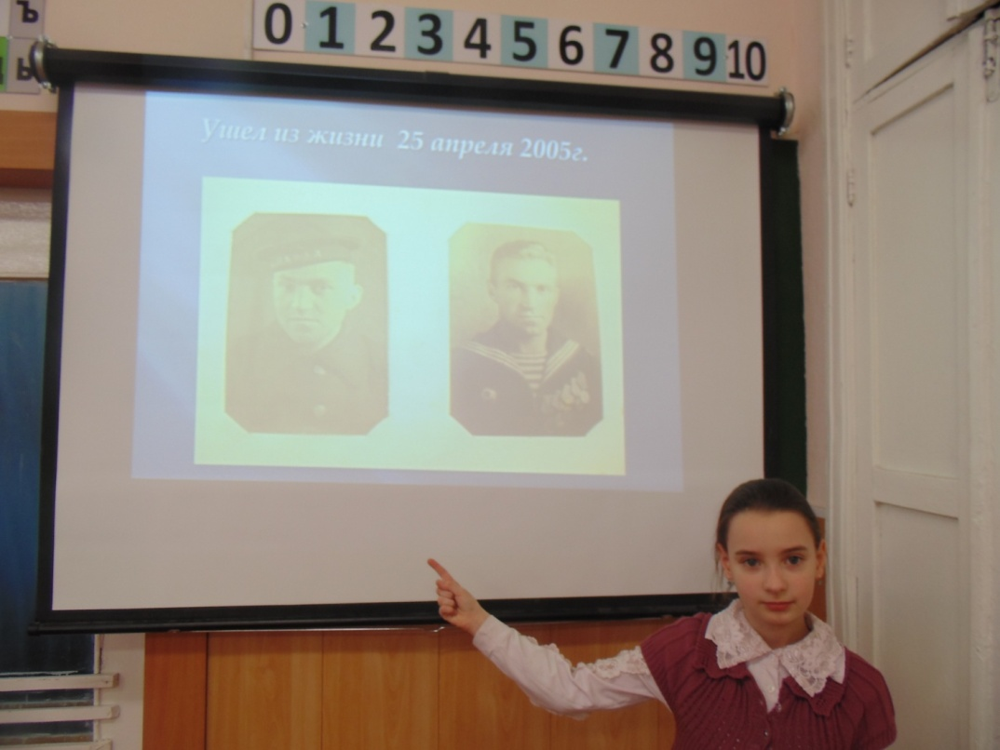 Ъ
Ь
0 1 2 3 4 5 6 7 8 9 10
Ушел из жизни 25 апреля 2005г.